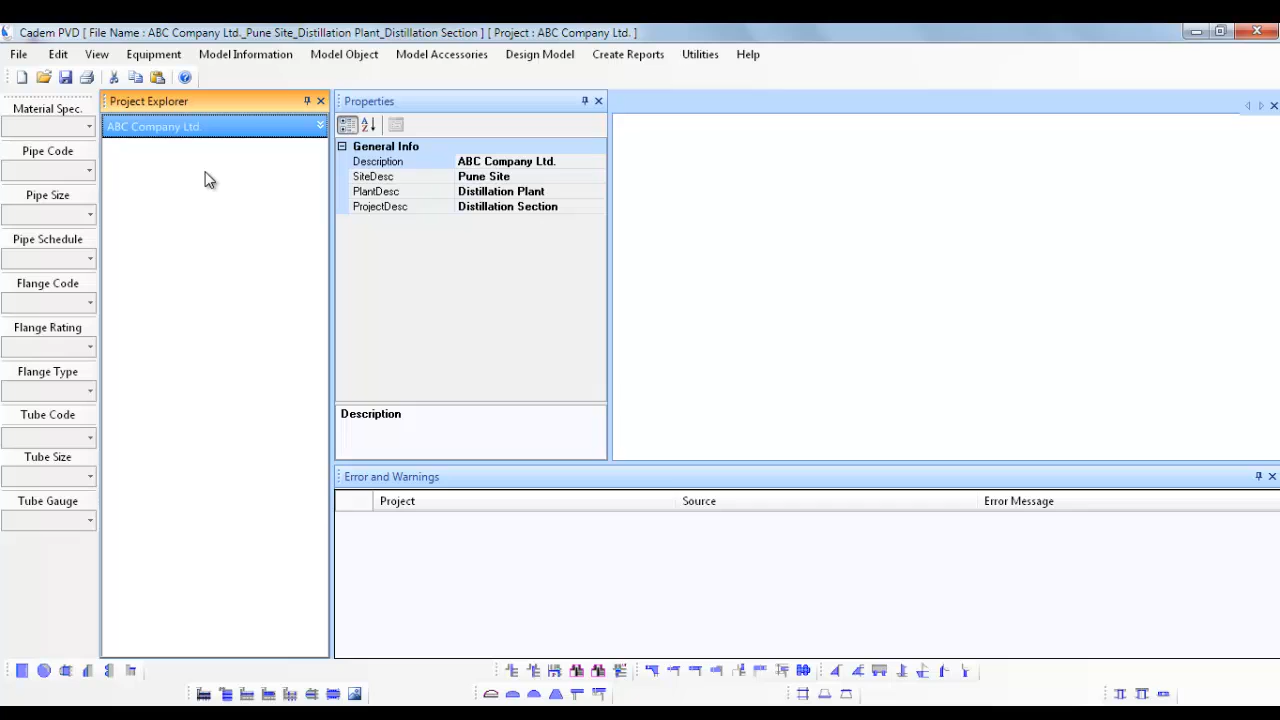 Cadem PVD [ File Name : ABC Company Ltd._Pune Site_Distillation Plant_Distillation Section ] [ Project : ABC Company Ltd. ]
File Edit View Equipment Model Information Model Object Model Accessories Design Model Create Reports Utilities Help
Material Spec.
Pipe Code
Pipe Size
Pipe Schedule
Flange Code
Flange Rating
Flange Type
Tube Code
Tube Size
Tube Gauge
Project Explorer
ABC Company Ltd.
Properties
General Info
Description ABC Company Ltd.
SiteDesc Pune Site
PlantDesc Distillation Plant
ProjectDesc Distillation Section
Description
Error and Warnings
Project Source Error Message